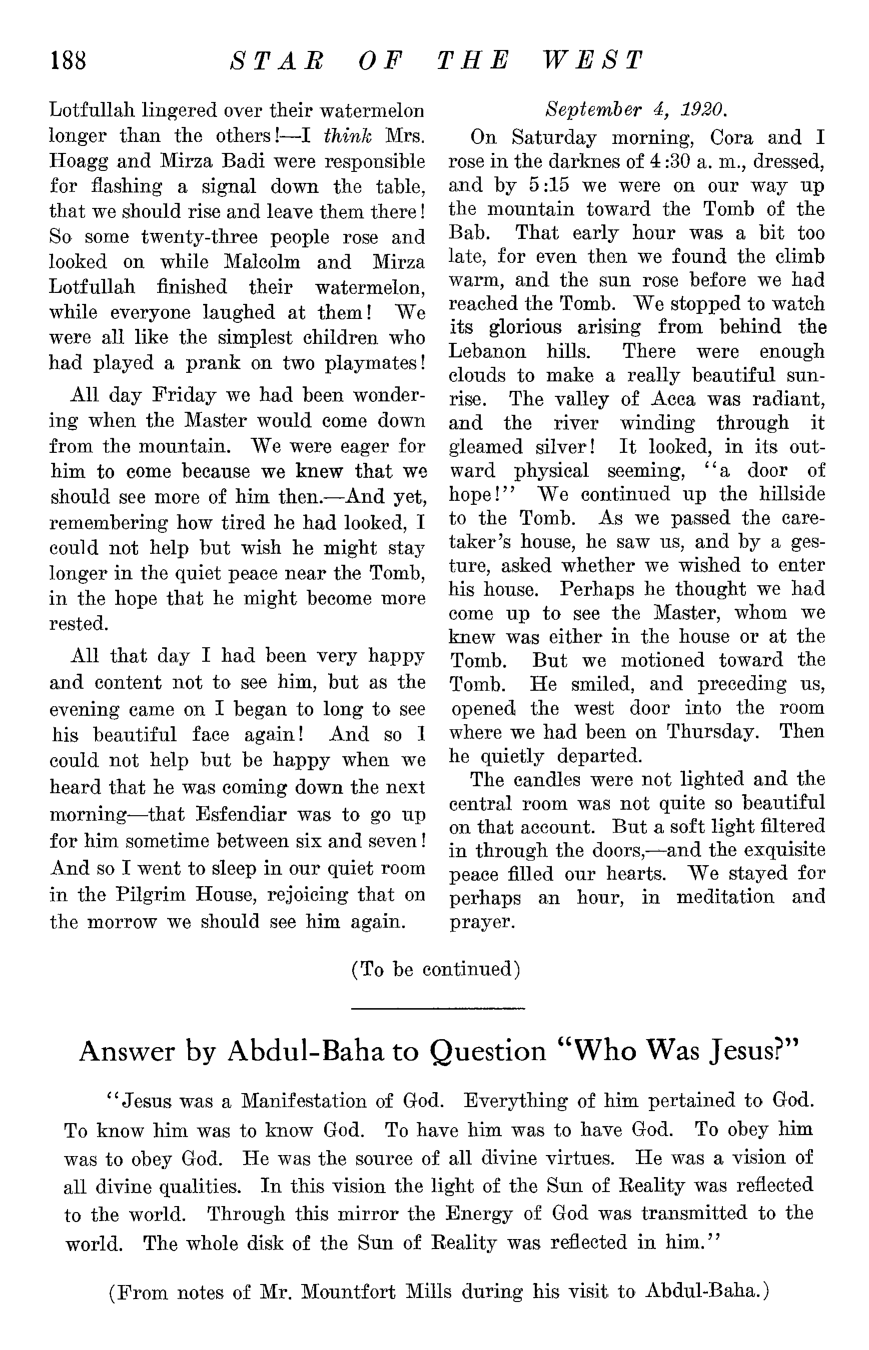 188 STAR OF THE WEST
Lotfullah lingered over their watermelon
longer than the others!—I think Mrs.
Hoagg and Mirza Badi were responsible
for flashing a signal down the table,
that we should rise and leave them there!
So some twenty-three people rose and
looked on while Malcolm and Mirza
Lotfullah finished their watermelon,
while everyone laughed at them! We
were all like the simplest children who
had played a prank on two playmates!
All day Friday we had been wonder-
ing when the Master would come down
from the mountain. We were eager for
him to come because we knew that we
should see more of him then.—And yet,
remembering how tired he had looked, I
could not help but wish he might stay
longer in the quiet peace near the Tomb,
in the hope that he might become more
rested.
All that day I had been very happy
and content not to see him, but as the
evening came on I began to long to see
his beautiful face again! And so I
could not help but be happy when we
heard that he was coming down the next
morning—that Esfendiar was to go up
for him sometime between six and seven!
And so I went to sleep in our quiet room
in the Pilgrim House, rejoicing that on
the morrow we should see him again.
September 4, 1920.
On Saturday morning, Cora and I
rose in the darknes of 4:30 a. m., dressed,
and by 5:15 we were on our way up
the mountain toward the Tomb of the
Bab. That early hour was a bit too
late, for even then we found the climb
warm, and the sun rose before we had
reached the Tomb. We stopped to watch
its glorious arising from behind the
Lebanon hills. There were enough
clouds to make a really beautiful sun-
rise. The valley of Acca was radiant,
and the river winding through it
gleamed silver! It looked, in its out-
ward physical seeming, "a door of
hope!" We continued up the hillside
to the Tomb. As we passed the care-
taker's house, he saw us, and by a ges-
ture, asked whether we wished to enter
his house. Perhaps he thought we had
come up to see the Master, whom we
knew was either in the house or at the
Tomb. But we motioned toward the
Tomb. He smiled, and preceding us,
opened the west door into the room
where we had been on Thursday. Then
he quietly departed.
The candles were not lighted and the
central room was not quite so beautiful
on that account. But a soft light filtered
in through the doors,—and the exquisite
peace filled our hearts. We stayed for
perhaps an hour, in meditation and
prayer.
(To be continued)
Answer by Abdul-Baha to Question "Who Was Jesus?"
"Jesus was a Manifestation of God. Everything of him pertained to God.
To know him was to know God. To have him was to have God. To obey him
was to obey God. He was the source of all divine virtues. He was a vision of
all divine qualities. In this vision the light of the Sun of Reality was reflected
to the world. Through this mirror the Energy of God was transmitted to the
world. The whole disk of the Sun of Reality was reflected in him."
(From notes of Mr. Mountfort Mills during his visit to Abdul-Baha.)